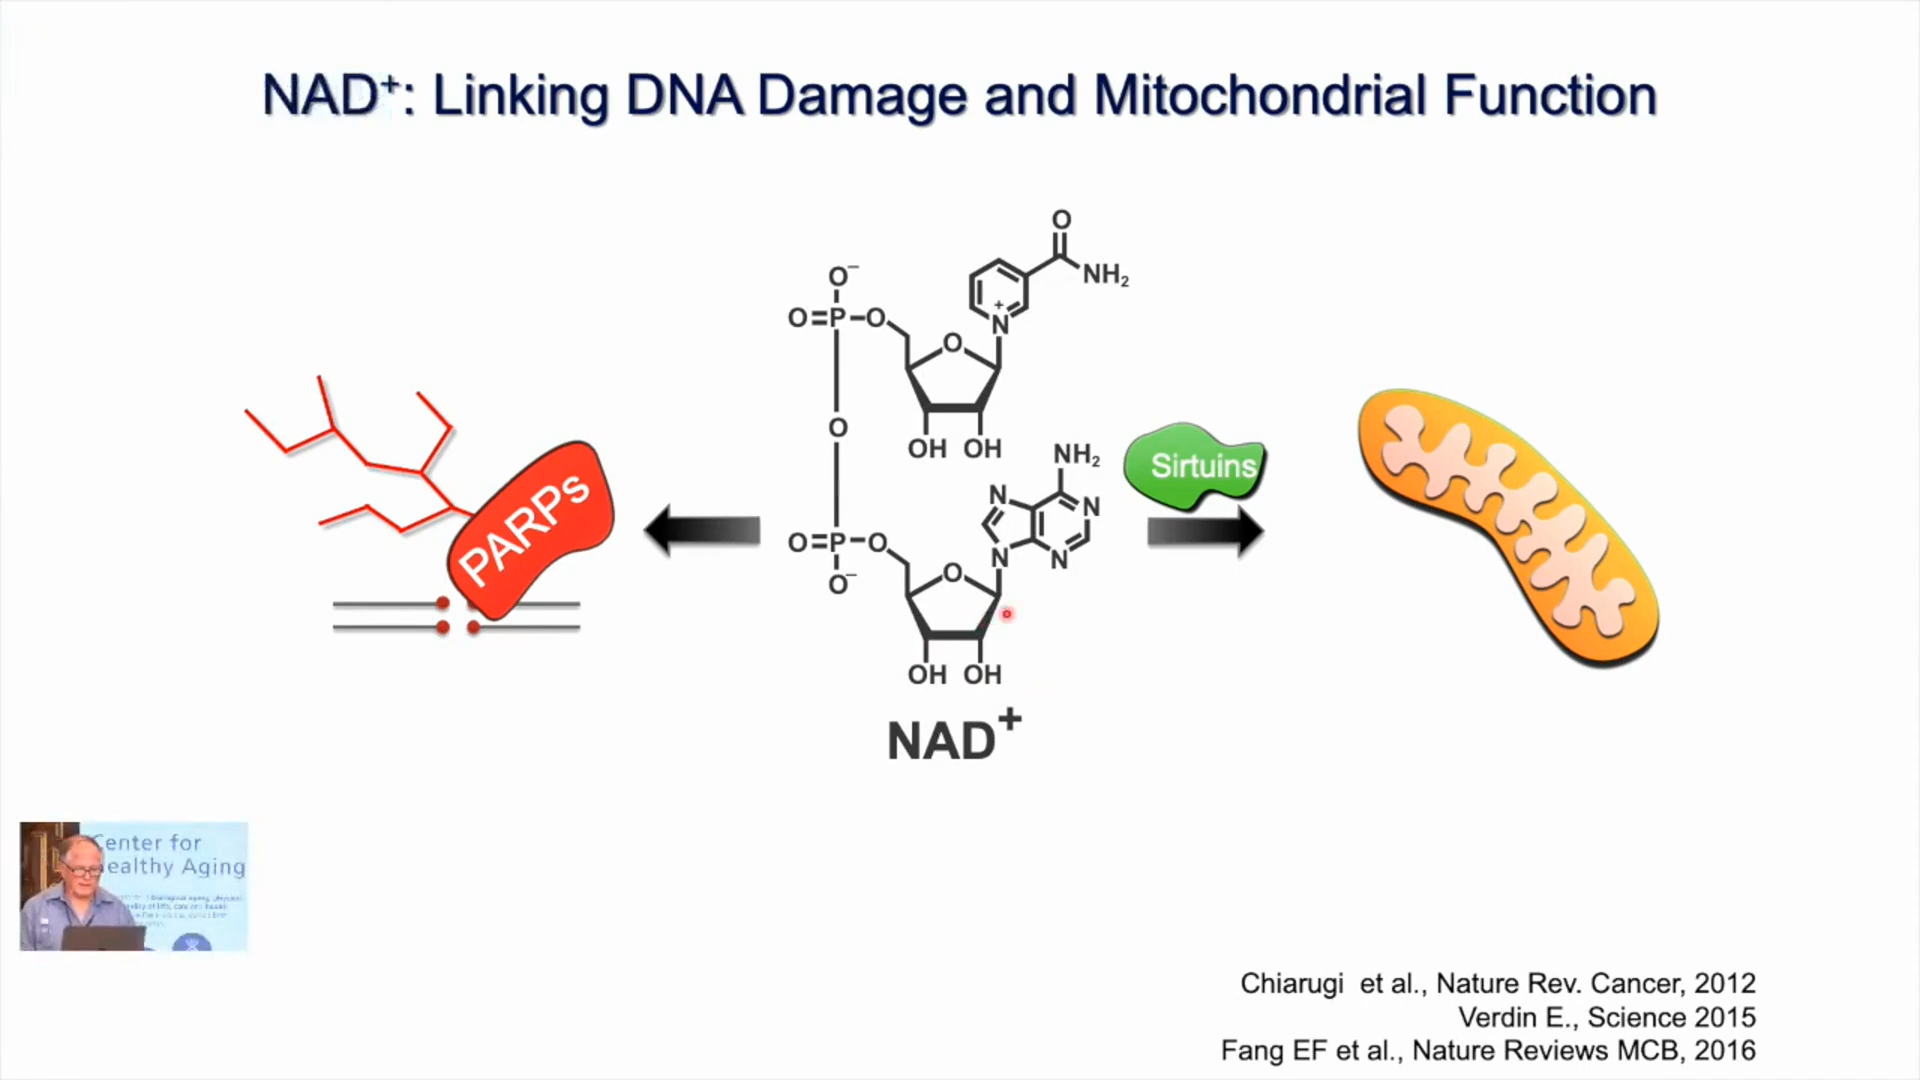 NAD⁺: Linking DNA Damage and Mitochondrial Function
O
NH₂
O⁻
O=P–O
N⁺
O
O
OH OH
NH₂
Sirtuins
PARPs
N
N
O=P–O
N
N
O⁻
O
OH OH
NAD⁺
Center for
ealthy Aging
Chiarugi et al., Nature Rev. Cancer, 2012
Verdin E., Science 2015
Fang EF et al., Nature Reviews MCB, 2016